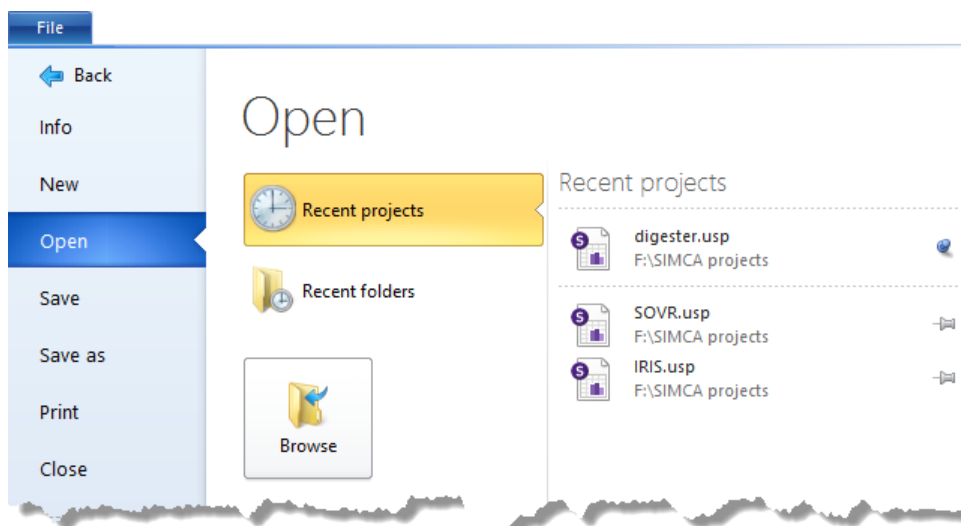 File
Back
Info
New
Open
Save
Save as
Print
Close
Open
Recent projects
Recent folders
Browse
Recent projects
digester.usp
F:\SIMCA projects
SOVR.usp
F:\SIMCA projects
IRIS.usp
F:\SIMCA projects